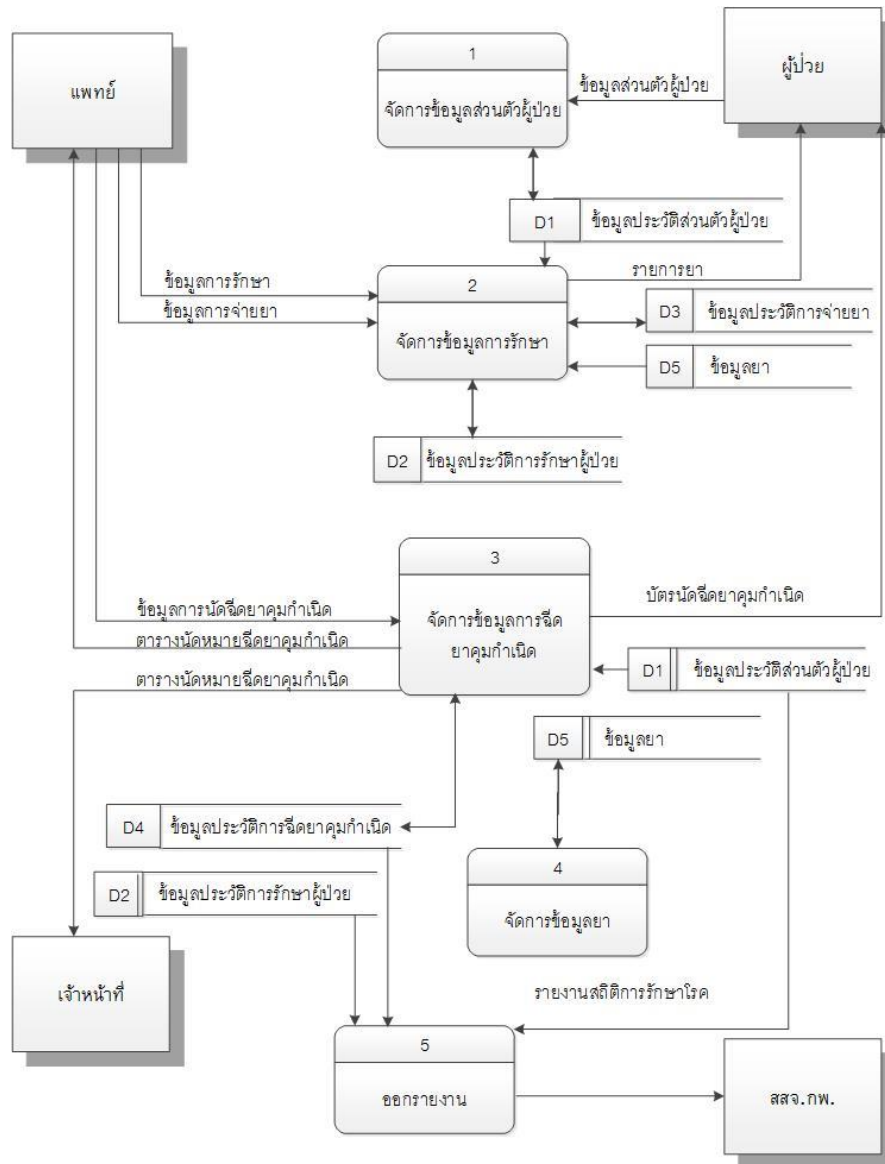 แพทย์
1
จัดการข้อมูลส่วนตัวผู้ป่วย
ข้อมูลส่วนตัวผู้ป่วย
ผู้ป่วย
D1
ข้อมูลประวัติส่วนตัวผู้ป่วย
ข้อมูลการรักษา
ข้อมูลการจ่ายยา
2
จัดการข้อมูลการรักษา
รายการยา
D3
ข้อมูลประวัติการจ่ายยา
D5
ข้อมูลยา
D2
ข้อมูลประวัติการรักษาผู้ป่วย
3
จัดการข้อมูลการฉีด
ยาคุมกำเนิด
บัตรนัดฉีดยาคุมกำเนิด
ข้อมูลการนัดฉีดยาคุมกำเนิด
ตารางนัดหมายฉีดยาคุมกำเนิด
ตารางนัดหมายฉีดยาคุมกำเนิด
D1
ข้อมูลประวัติส่วนตัวผู้ป่วย
D5
ข้อมูลยา
D4
ข้อมูลประวัติการฉีดยาคุมกำเนิด
D2
ข้อมูลประวัติการรักษาผู้ป่วย
4
จัดการข้อมูลยา
เจ้าหน้าที่
รายงานสถิติการรักษาโรค
5
ออกรายงาน
สสจ.กพ.